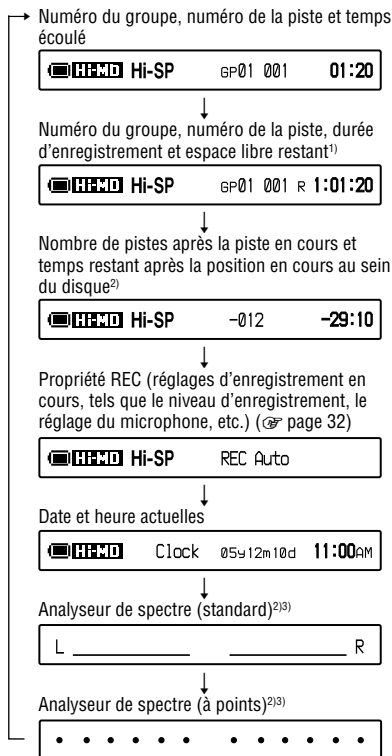 Numéro du groupe, numéro de la piste et temps
écoulé
Hi-MD Hi-SP GP01 001 01:20
Numéro du groupe, numéro de la piste, durée
d'enregistrement et espace libre restant1)
Hi-MD Hi-SP GP01 001 R 1:01:20
Nombre de pistes après la piste en cours et
temps restant après la position en cours au sein
du disque2)
Hi-MD Hi-SP -012 -29:10
Propriété REC (réglages d'enregistrement en
cours, tels que le niveau d'enregistrement, le
réglage du microphone, etc.) (☞ page 32)
Hi-MD Hi-SP REC Auto
Date et heure actuelles
Hi-MD Clock 05y12m10d 11:00AM
Analyseur de spectre (standard)2)3)
L R
Analyseur de spectre (à points)2)3)